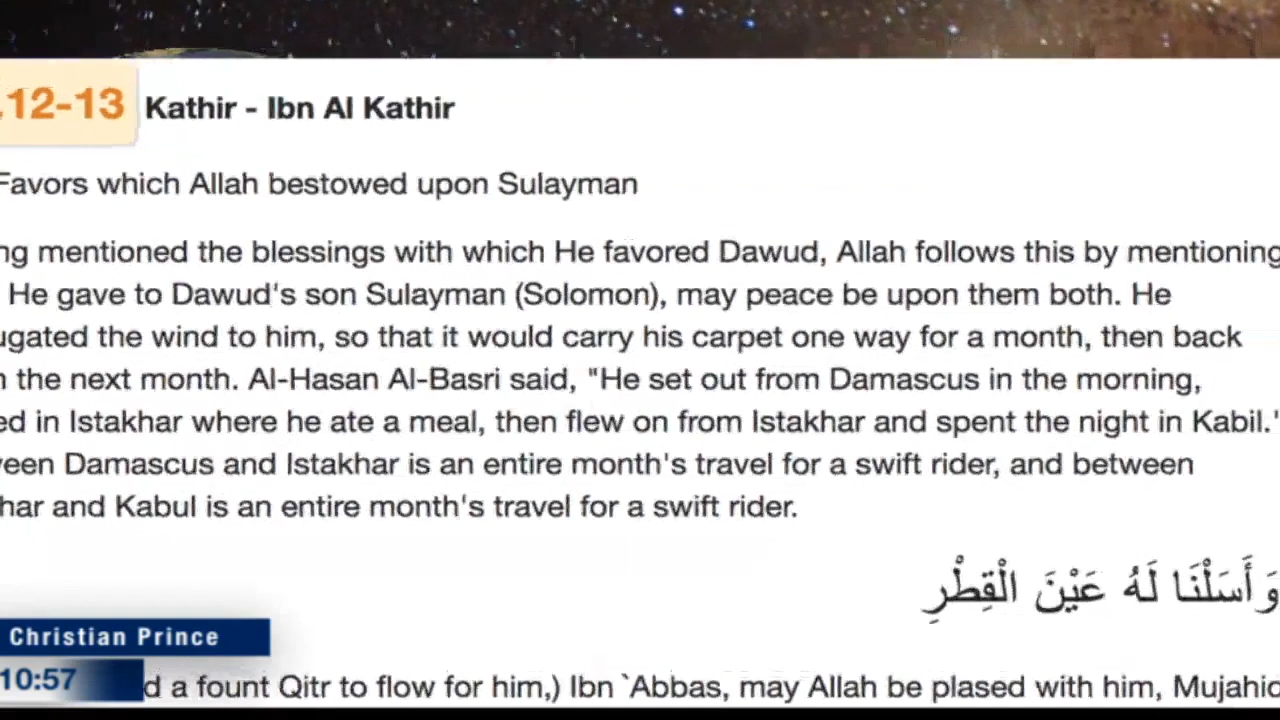 .12-13 Kathir - Ibn Al Kathir
Favors which Allah bestowed upon Sulayman
ng mentioned the blessings with which He favored Dawud, Allah follows this by mentioning
He gave to Dawud's son Sulayman (Solomon), may peace be upon them both. He
ugated the wind to him, so that it would carry his carpet one way for a month, then back
the next month. Al-Hasan Al-Basri said, "He set out from Damascus in the morning,
ed in Istakhar where he ate a meal, then flew on from Istakhar and spent the night in Kabil."
veen Damascus and Istakhar is an entire month's travel for a swift rider, and between
har and Kabul is an entire month's travel for a swift rider.
وَأَسَلْنَا لَهُ عَيْنَ الْقِطْرِ
Christian Prince
10:57
d a fount Qitr to flow for him,) Ibn `Abbas, may Allah be plased with him, Mujahid